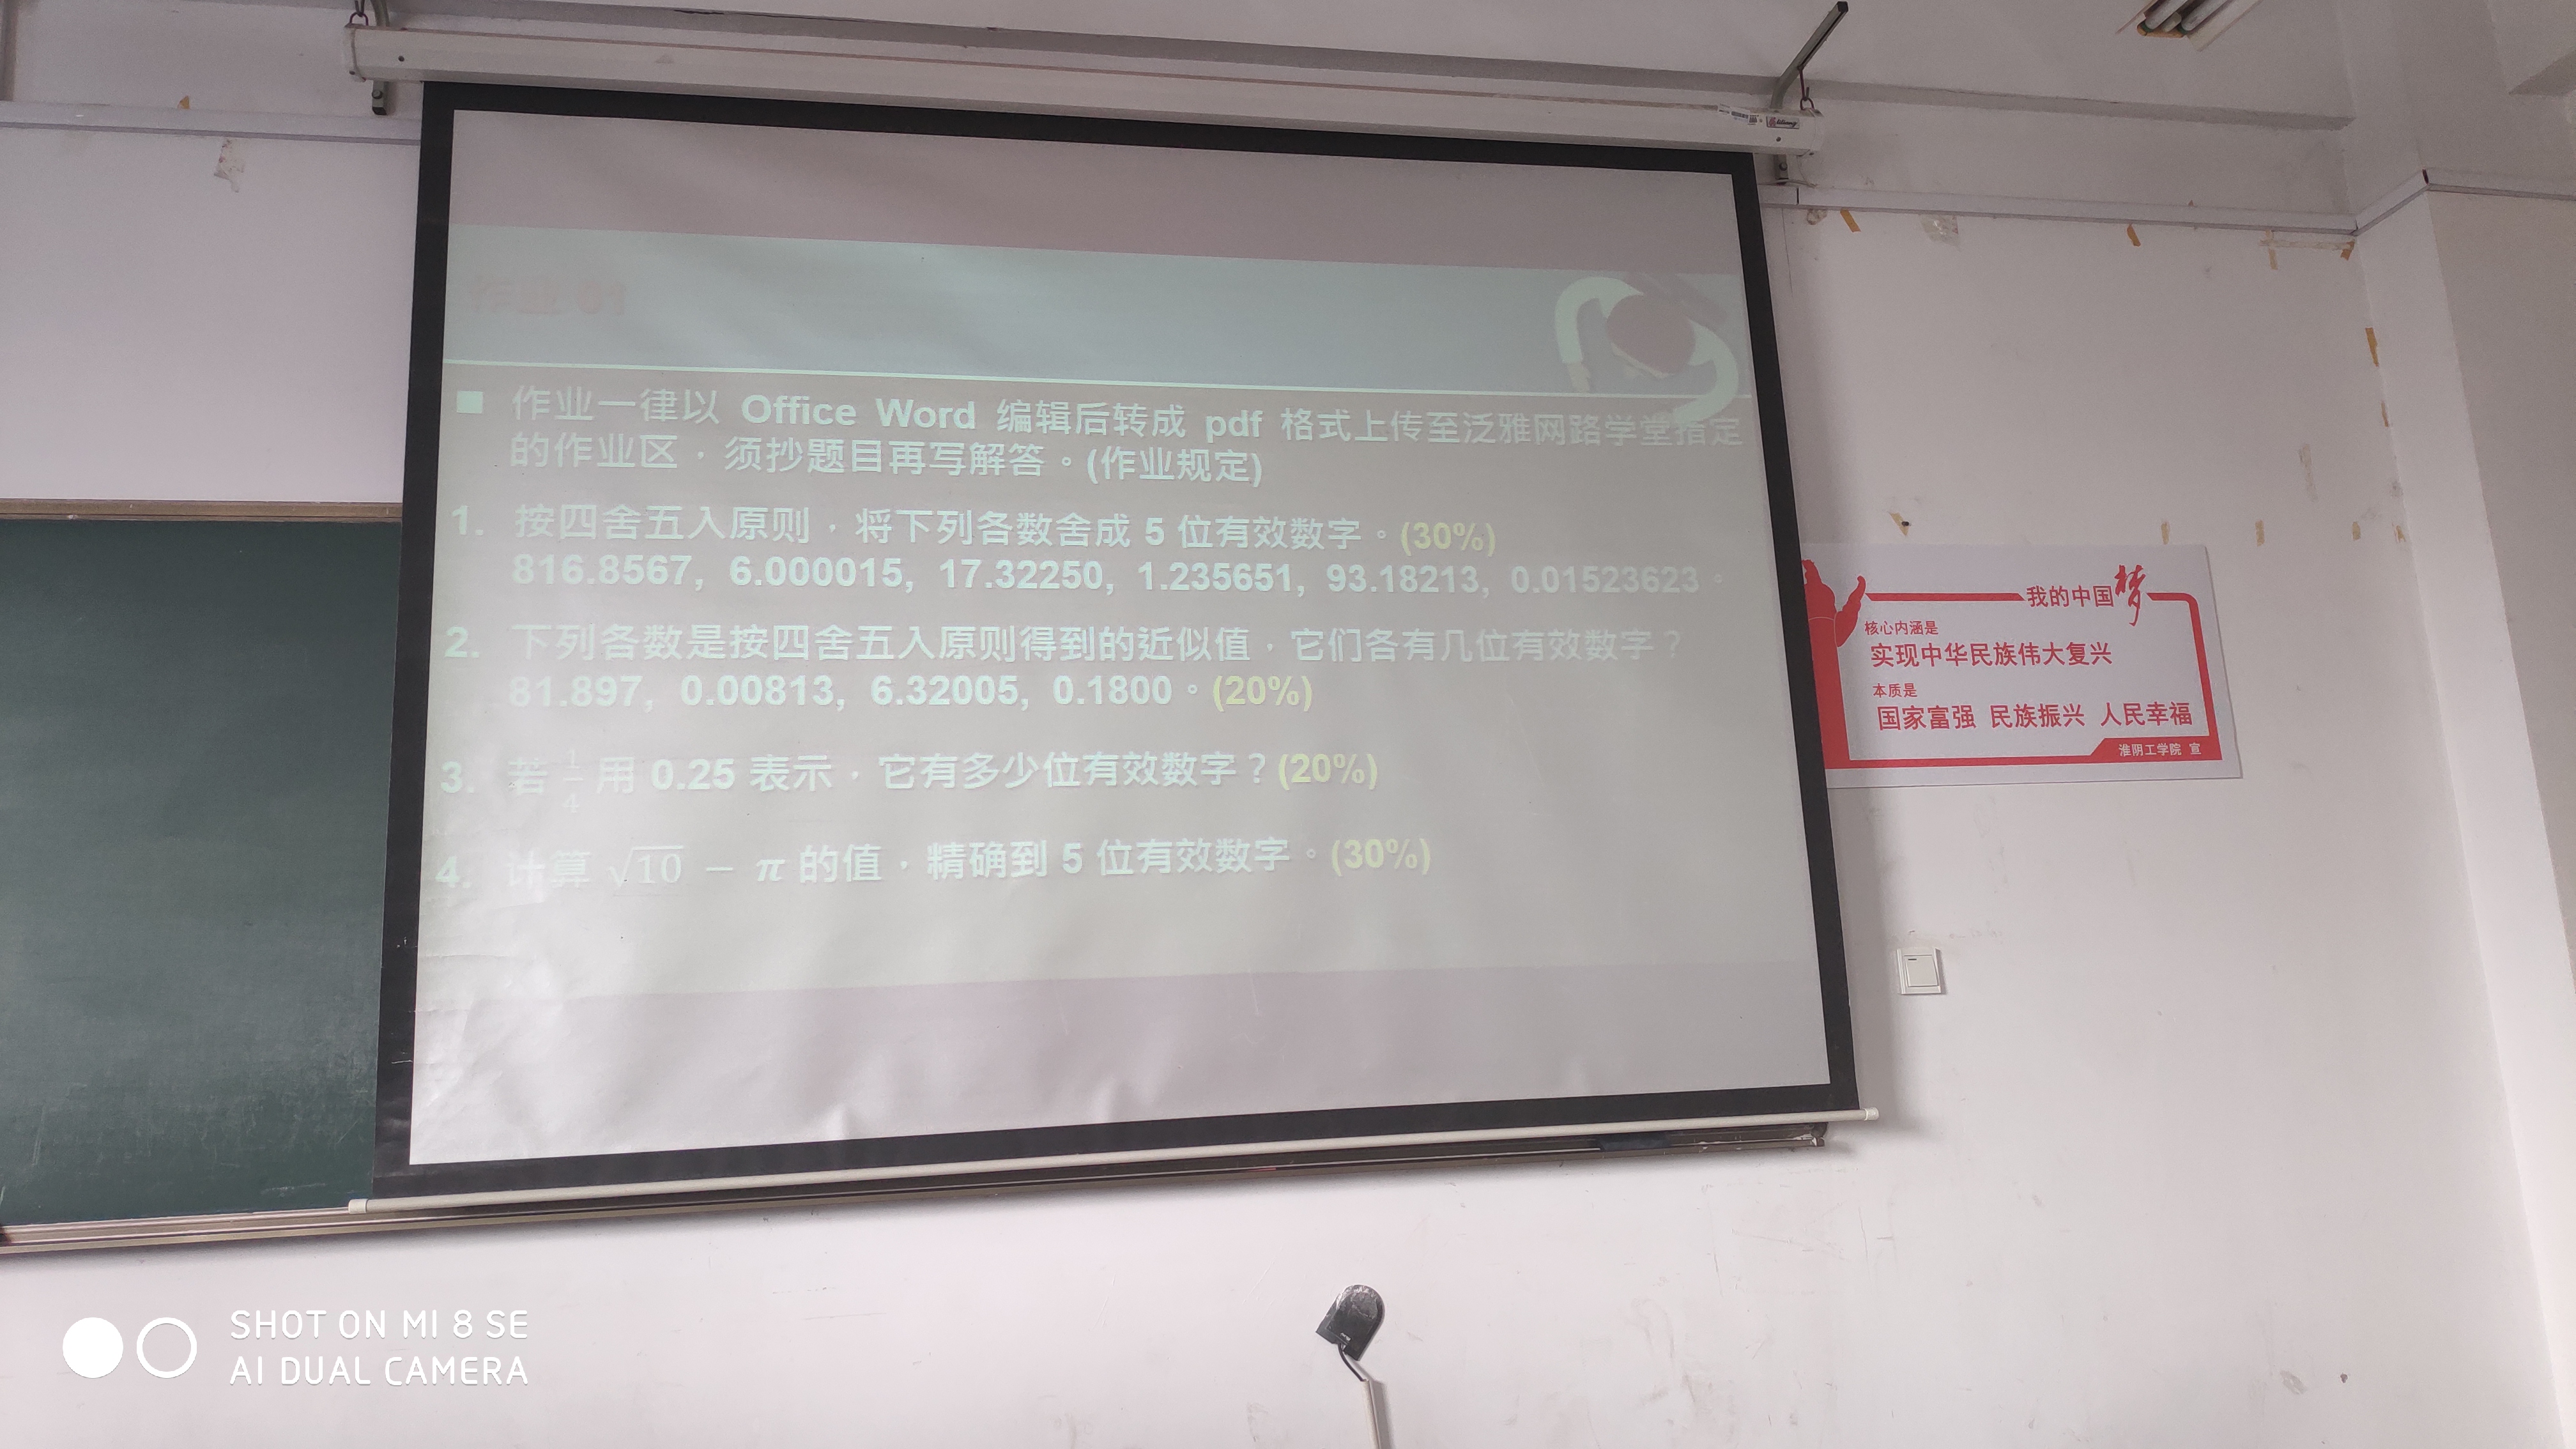 作业
■ 作业一律以 Office Word 编辑后转成 pdf 格式上传至泛雅网路学堂指定
的作业区，须抄题目再写解答。(作业规定)
1. 按四舍五入原则，将下列各数舍成 5 位有效数字。(30%)
816.8567, 6.000015, 17.32250, 1.235651, 93.18213, 0.01523623。
2. 下列各数是按四舍五入原则得到的近似值，它们各有几位有效数字？
81.897, 0.00813, 6.32005, 0.1800。(20%)
3. 若 1/4 用 0.25 表示，它有多少位有效数字？(20%)
4. 计算 √10 − π 的值，精确到 5 位有效数字。(30%)
我的中国梦
核心内涵是
实现中华民族伟大复兴
本质是
国家富强 民族振兴 人民幸福
淮阴工学院 宣
SHOT ON MI 8 SE
AI DUAL CAMERA